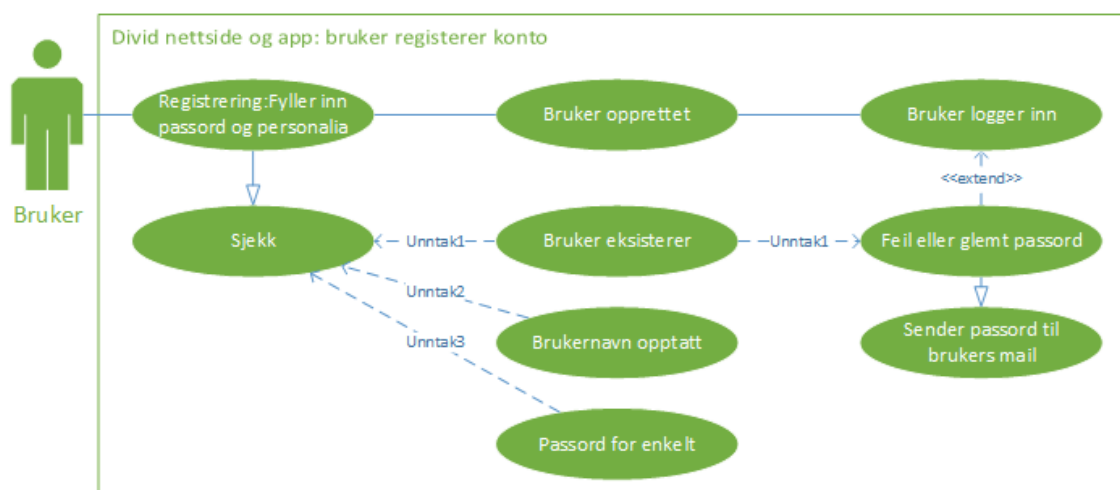 Divid nettside og app: bruker registerer konto
Registrering:Fyller inn
passord og personalia
Bruker opprettet
Bruker logger inn
<<extend>>
Bruker
Sjekk
Unntak1
Bruker eksisterer
Unntak1
Feil eller glemt passord
Unntak2
Brukernavn opptatt
Sender passord til
brukers mail
Unntak3
Passord for enkelt